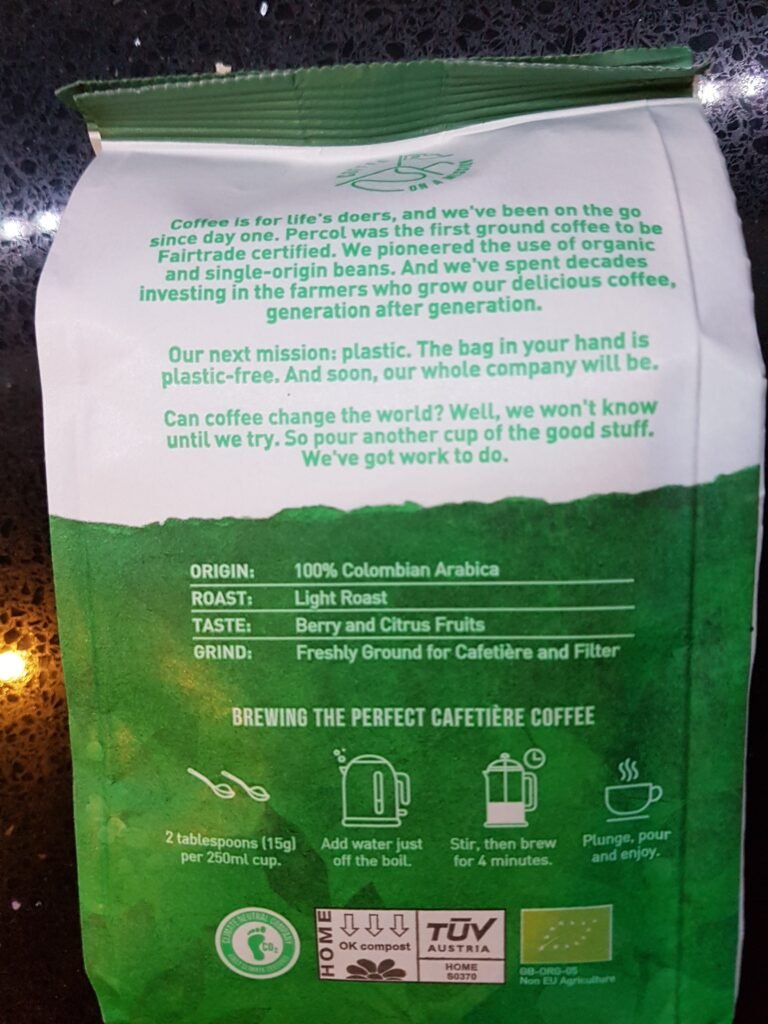 ON A MISSION
Coffee is for life's doers, and we've been on the go
since day one. Percol was the first ground coffee to be
Fairtrade certified. We pioneered the use of organic
and single-origin beans. And we've spent decades
investing in the farmers who grow our delicious coffee,
generation after generation.
Our next mission: plastic. The bag in your hand is
plastic-free. And soon, our whole company will be.
Can coffee change the world? Well, we won't know
until we try. So pour another cup of the good stuff.
We've got work to do.
ORIGIN: 100% Colombian Arabica
ROAST: Light Roast
TASTE: Berry and Citrus Fruits
GRIND: Freshly Ground for Cafetière and Filter
BREWING THE PERFECT CAFETIÈRE COFFEE
2 tablespoons (15g)
per 250ml cup.
Add water just
off the boil.
Stir, then brew
for 4 minutes.
Plunge, pour
and enjoy.
CLIMATE NEUTRAL COMPANY
CO₂
HOME
OK compost
TÜV
AUSTRIA
HOME
S0370
GB-ORG-05
Non EU Agriculture